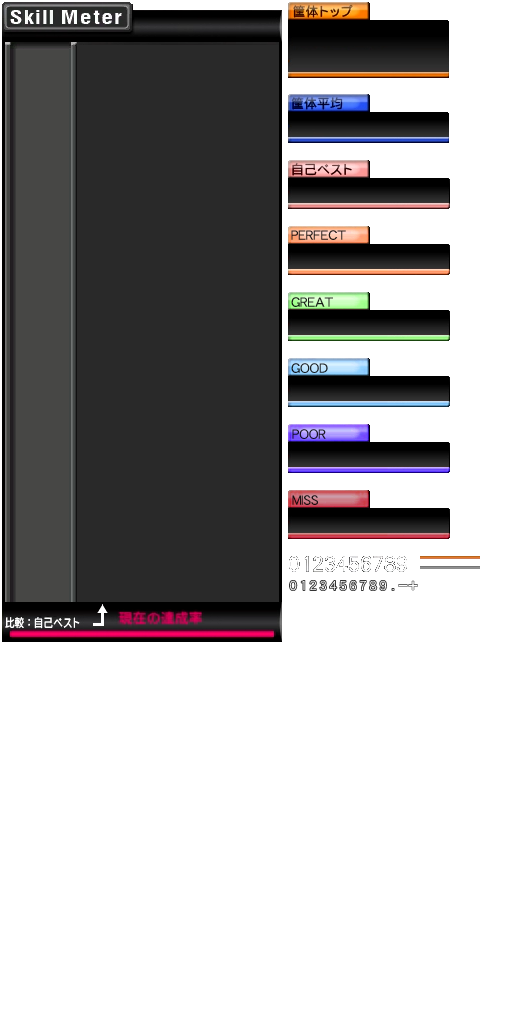 Skill Meter
比較：自己ベスト
現在の達成率
筐体トップ
筐体平均
自己ベスト
PERFECT
GREAT
GOOD
POOR
MISS
0123456789
0123456789.-+